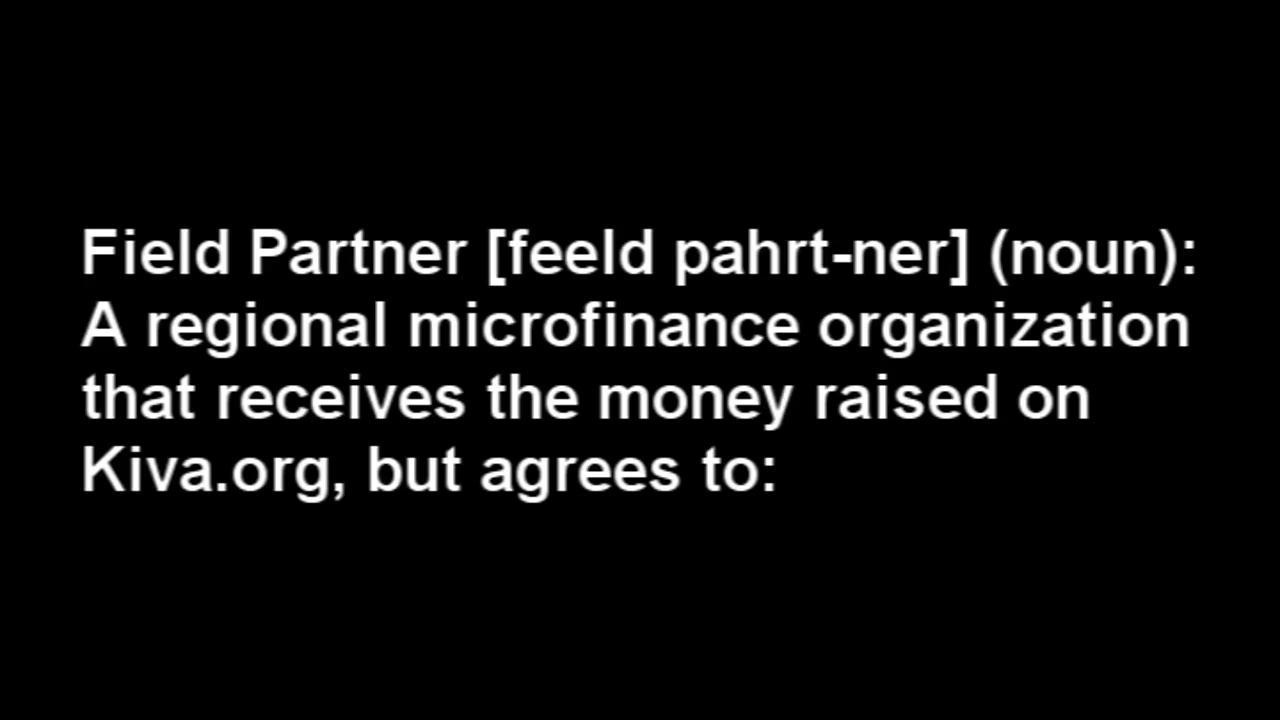 Field Partner [feeld pahrt-ner] (noun):
A regional microfinance organization
that receives the money raised on
Kiva.org, but agrees to: